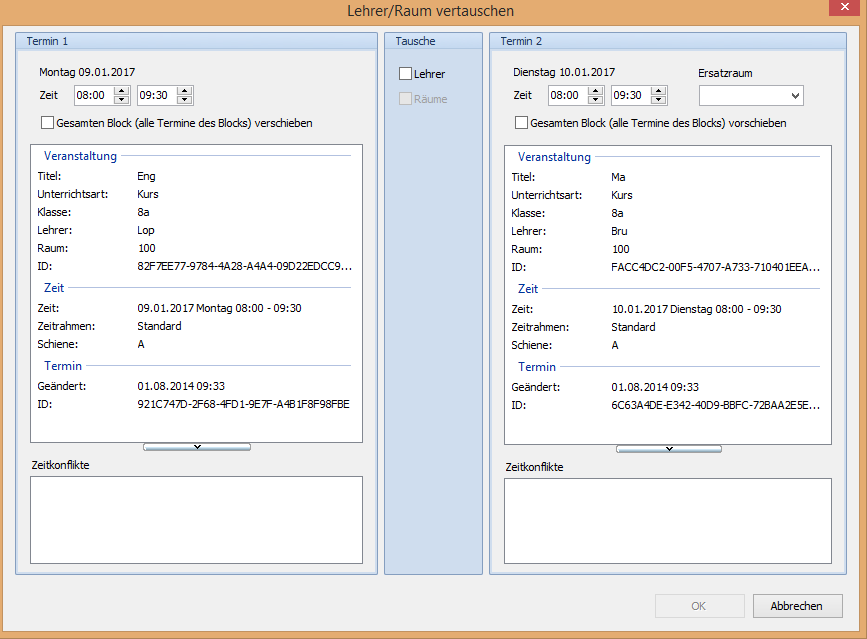 Lehrer/Raum vertauschen
Termin 1
Montag 09.01.2017
Zeit 08:00 09:30
Gesamten Block (alle Termine des Blocks) verschieben
Veranstaltung
Titel: Eng
Unterrichtsart: Kurs
Klasse: 8a
Lehrer: Lop
Raum: 100
ID: 82F7EE77-9784-4A28-A4A4-09D22EDCC9...
Zeit
Zeit: 09.01.2017 Montag 08:00 - 09:30
Zeitrahmen: Standard
Schiene: A
Termin
Geändert: 01.08.2014 09:33
ID: 921C747D-2F68-4FD1-9E7F-A4B1F8F98FBE
Zeitkonflikte
Tausche
Lehrer
Räume
Termin 2
Dienstag 10.01.2017
Ersatzraum
Zeit 08:00 09:30
Gesamten Block (alle Termine des Blocks) vorschieben
Veranstaltung
Titel: Ma
Unterrichtsart: Kurs
Klasse: 8a
Lehrer: Bru
Raum: 100
ID: FACC4DC2-00F5-4707-A733-710401EEA...
Zeit
Zeit: 10.01.2017 Dienstag 08:00 - 09:30
Zeitrahmen: Standard
Schiene: A
Termin
Geändert: 01.08.2014 09:33
ID: 6C63A4DE-E342-40D9-BBFC-72BAA2E5E...
Zeitkonflikte
OK
Abbrechen